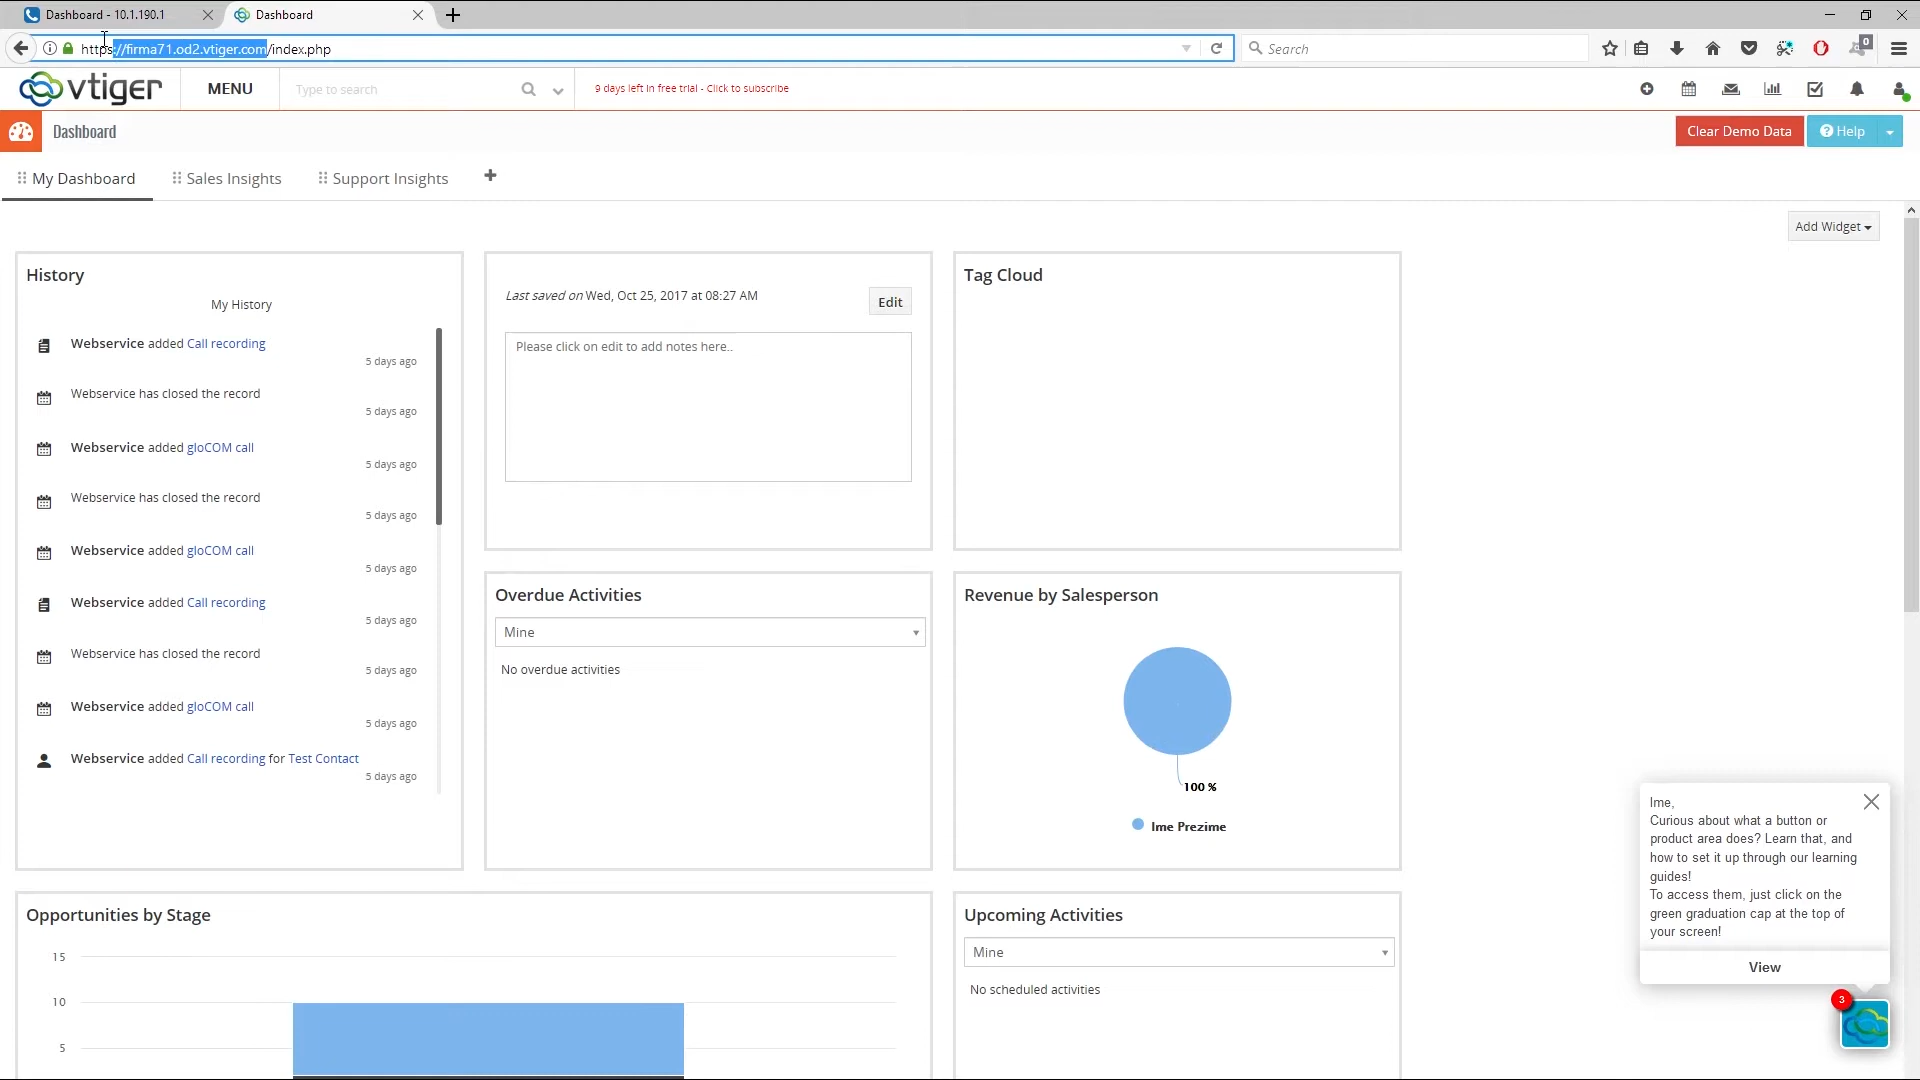 Dashboard - 10.1.190.1
Dashboard
https://firma71.od2.vtiger.com/index.php
Search
0
vtiger
MENU
Type to search
9 days left in free trial - Click to subscribe
Dashboard
Clear Demo Data
Help
My Dashboard
Sales Insights
Support Insights
Add Widget
History
My History
Webservice added Call recording
5 days ago
Webservice has closed the record
5 days ago
Webservice added gloCOM call
5 days ago
Webservice has closed the record
5 days ago
Webservice added gloCOM call
5 days ago
Webservice added Call recording
5 days ago
Webservice has closed the record
5 days ago
Webservice added gloCOM call
5 days ago
Webservice added Call recording for Test Contact
5 days ago
Last saved on Wed, Oct 25, 2017 at 08:27 AM
Edit
Please click on edit to add notes here..
Tag Cloud
Overdue Activities
Mine
No overdue activities
Revenue by Salesperson
100 %
Ime Prezime
Opportunities by Stage
15
10
5
Upcoming Activities
Mine
No scheduled activities
Ime,
Curious about what a button or
product area does? Learn that, and
how to set it up through our learning
guides!
To access them, just click on the
green graduation cap at the top of
your screen!
View
3